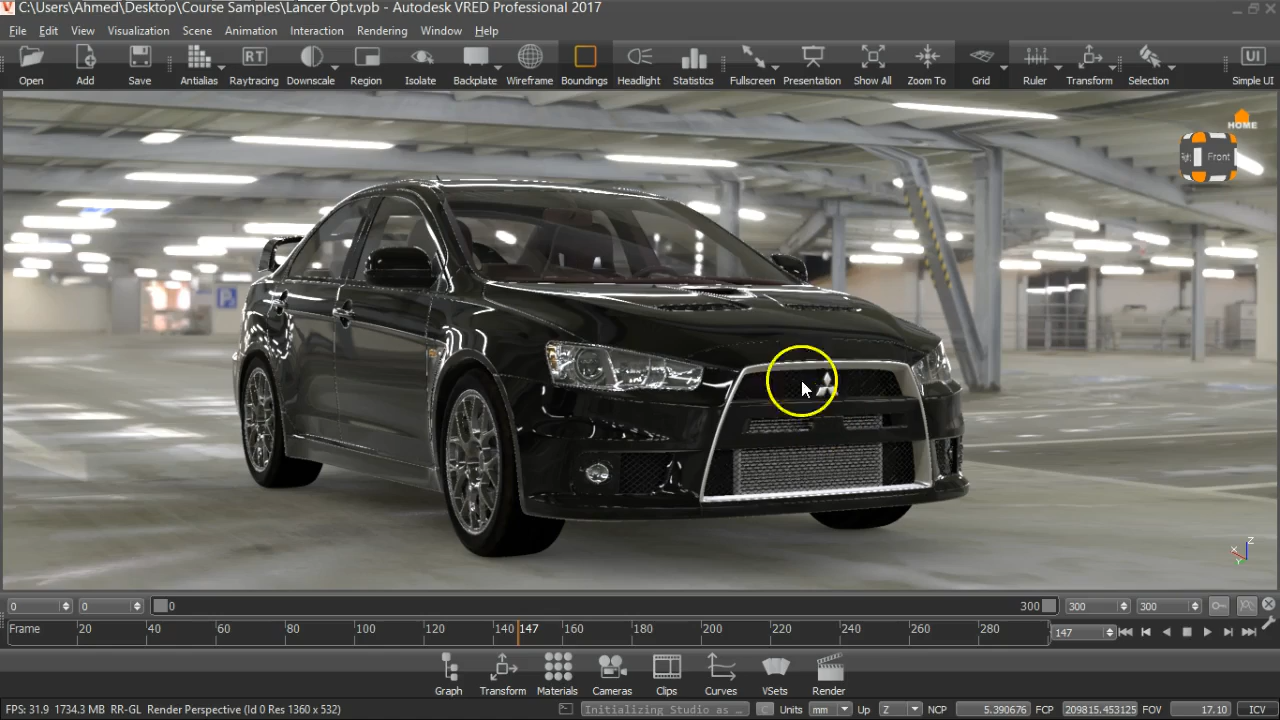 C:\Users\Ahmed\Desktop\Course Samples\Lancer Opt.vpb - Autodesk VRED Professional 2017
File Edit View Visualization Scene Animation Interaction Rendering Window Help
RT UI
Open Add Save Antialias Raytracing Downscale Region Isolate Backplate Wireframe Boundings Headlight Statistics Fullscreen Presentation Show All Zoom To Grid Ruler Transform Selection Simple UI
HOME
Front
P
Z
X
Y
0 0 0 300 300 300
Frame 20 40 60 80 100 120 140 147 160 180 200 220 240 260 280 147
Graph Transform Materials Cameras Clips Curves VSets Render
FPS: 31.9 1734.3 MB RR-GL Render Perspective (Id 0 Res 1360 x 532) Initializing Studio as ... C Units mm Up Z NCP 5.390676 FCP 209815.453125 FOV 17.10 ICV